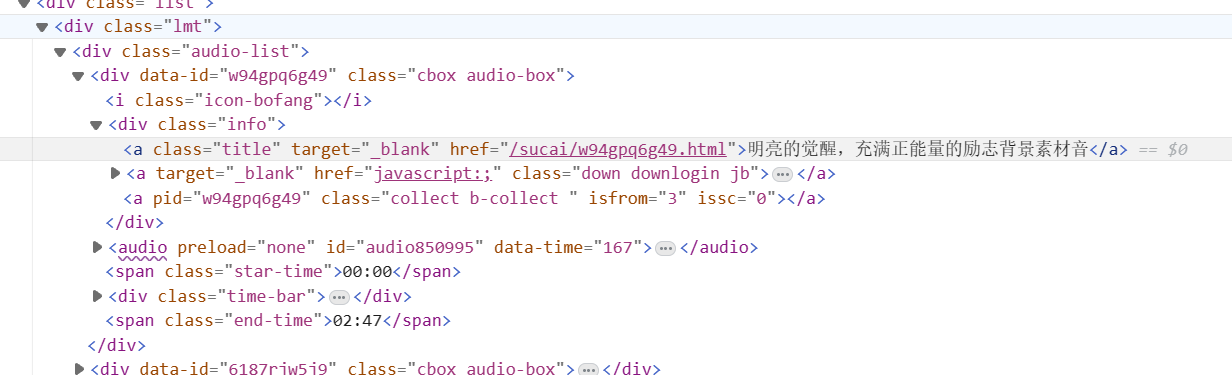 <div class="list">
<div class="lmt">
<div class="audio-list">
<div data-id="w94gpq6g49" class="cbox audio-box">
<i class="icon-bofang"></i>
<div class="info">
<a class="title" target="_blank" href="/sucai/w94gpq6g49.html">明亮的觉醒，充满正能量的励志背景素材音</a> == $0
<a target="_blank" href="javascript:;" class="down downlogin jb">…</a>
<a pid="w94gpq6g49" class="collect b-collect " isfrom="3" issc="0"></a>
</div>
<audio preload="none" id="audio850995" data-time="167">…</audio>
<span class="star-time">00:00</span>
<div class="time-bar">…</div>
<span class="end-time">02:47</span>
</div>
<div data-id="6187rjw5j9" class="cbox audio-box">…</div>